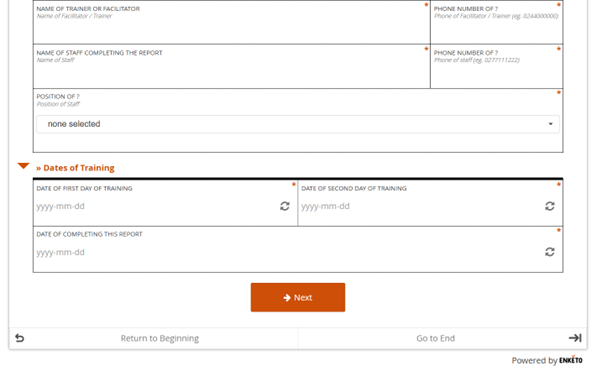 NAME OF TRAINER OR FACILITATOR
Name of Facilitator / Trainer
PHONE NUMBER OF ?
Phone of Facilitator / Trainer (eg. 0244000000)
NAME OF STAFF COMPLETING THE REPORT
Name of Staff
PHONE NUMBER OF ?
Phone of staff (eg. 0277111222)
POSITION OF ?
Position of Staff
none selected
» Dates of Training
DATE OF FIRST DAY OF TRAINING
yyyy-mm-dd
DATE OF SECOND DAY OF TRAINING
yyyy-mm-dd
DATE OF COMPLETING THIS REPORT
yyyy-mm-dd
Next
Return to Beginning
Go to End
Powered by ENKETO